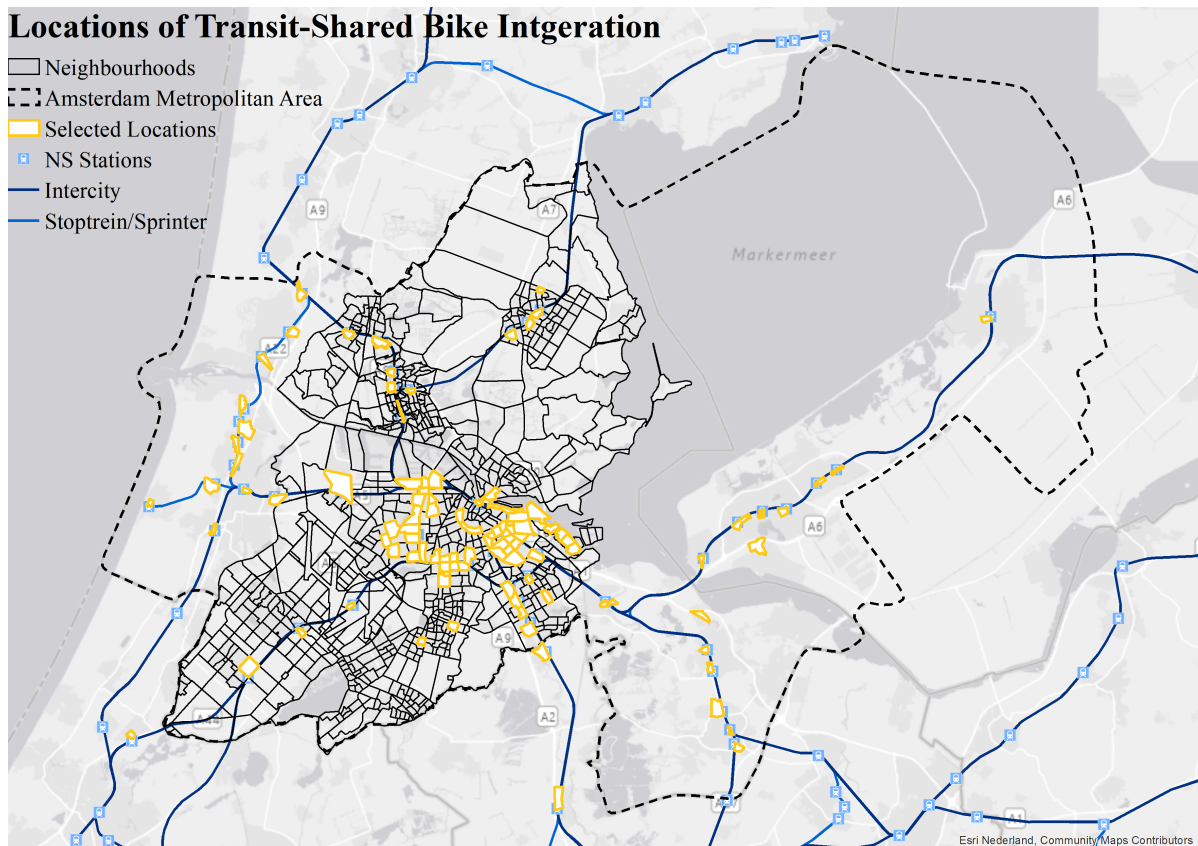 Locations of Transit-Shared Bike Intgeration
Neighbourhoods
Amsterdam Metropolitan Area
Selected Locations
NS Stations
Intercity
Stoptrein/Sprinter
A9
A7
A6
Markermeer
A22
A6
A9
A2
A44
A1
Esri Nederland, Community Maps Contributors